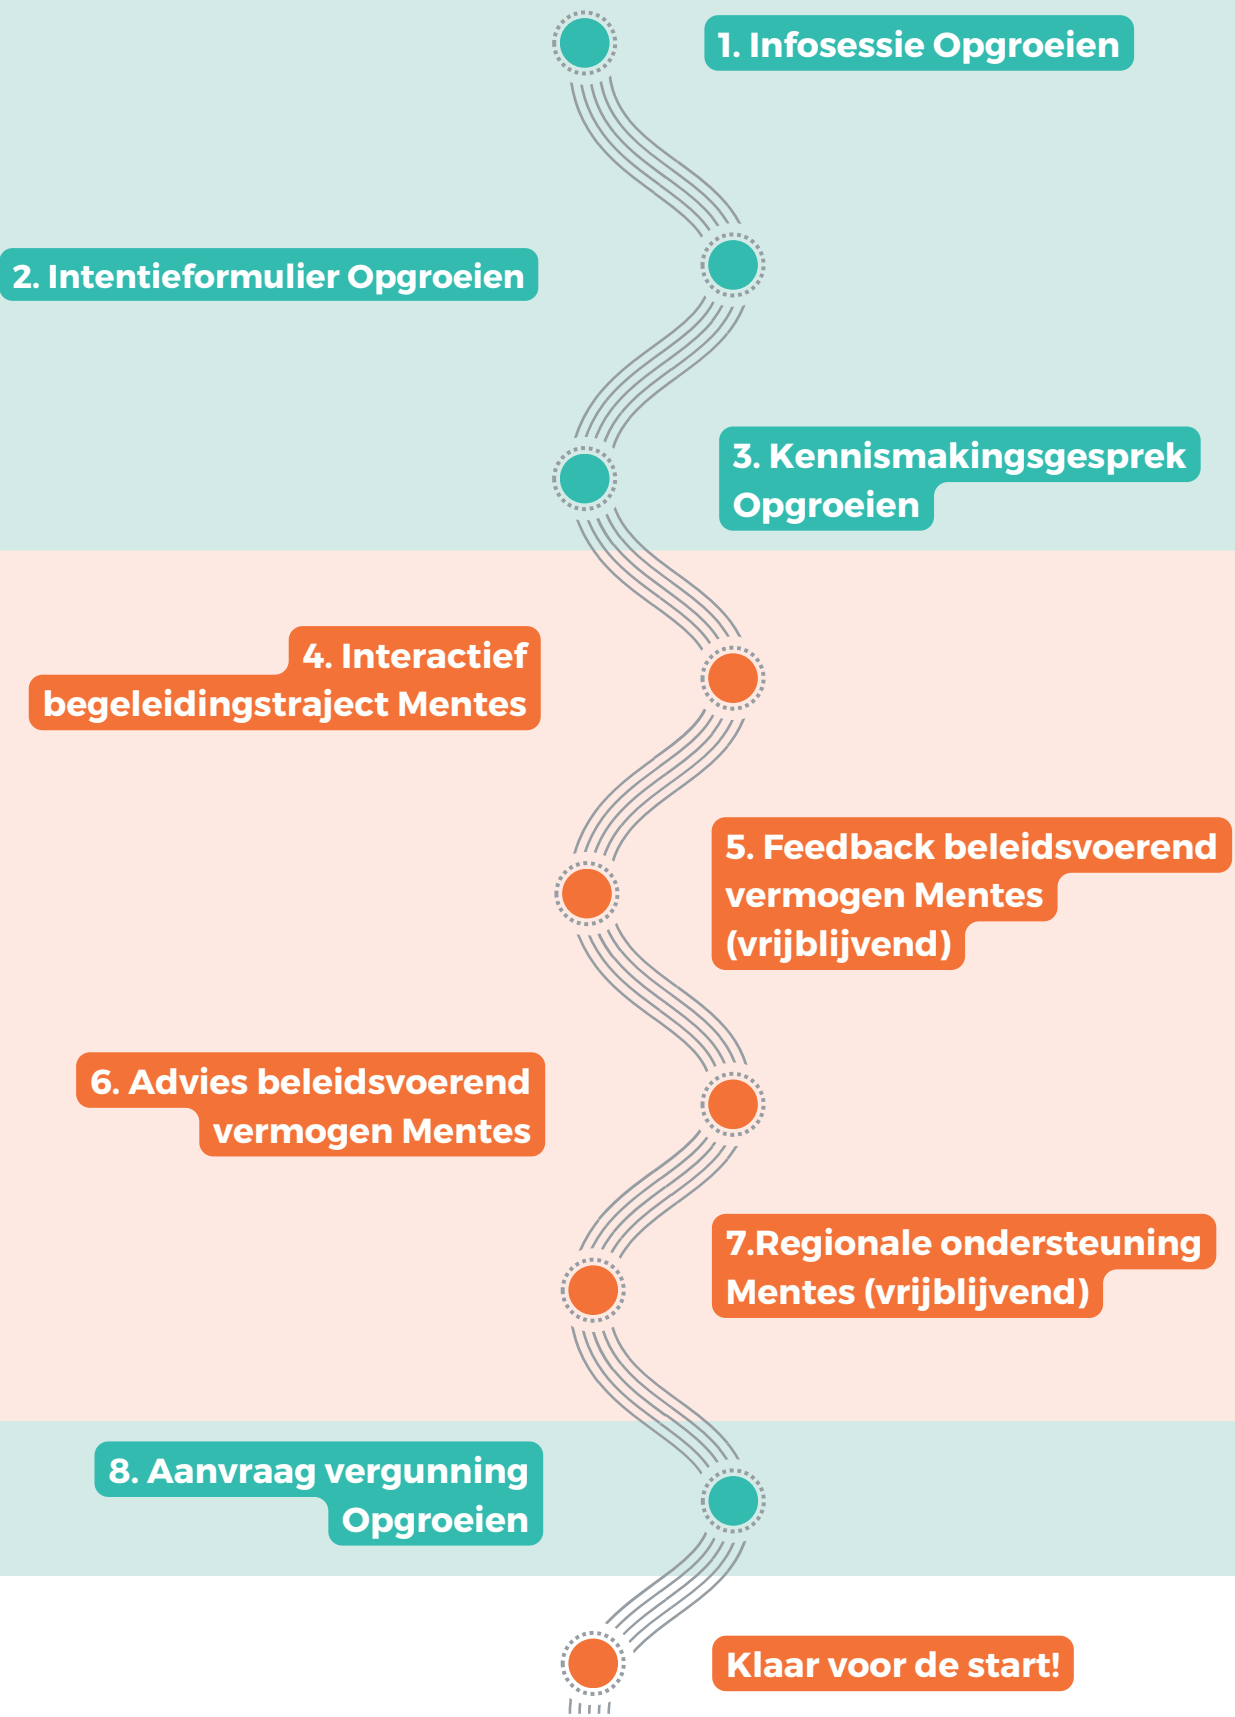 1. Infosessie Opgroeien
2. Intentieformulier Opgroeien
3. Kennismakingsgesprek
Opgroeien
4. Interactief
begeleidingstraject Mentes
5. Feedback beleidsvoerend
vermogen Mentes
(vrijblijvend)
6. Advies beleidsvoerend
vermogen Mentes
7.Regionale ondersteuning
Mentes (vrijblijvend)
8. Aanvraag vergunning
Opgroeien
Klaar voor de start!